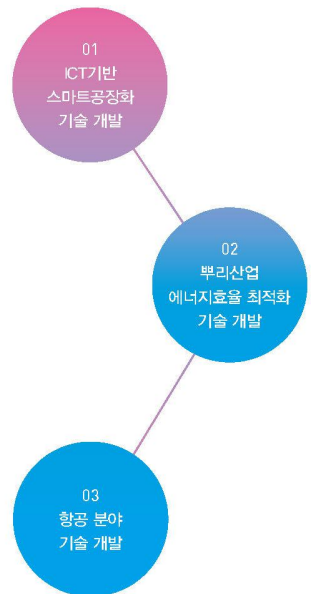 01
ICT기반
스마트공장화
기술 개발
02
뿌리산업
에너지효율 최적화
기술 개발
03
항공 분야
기술 개발